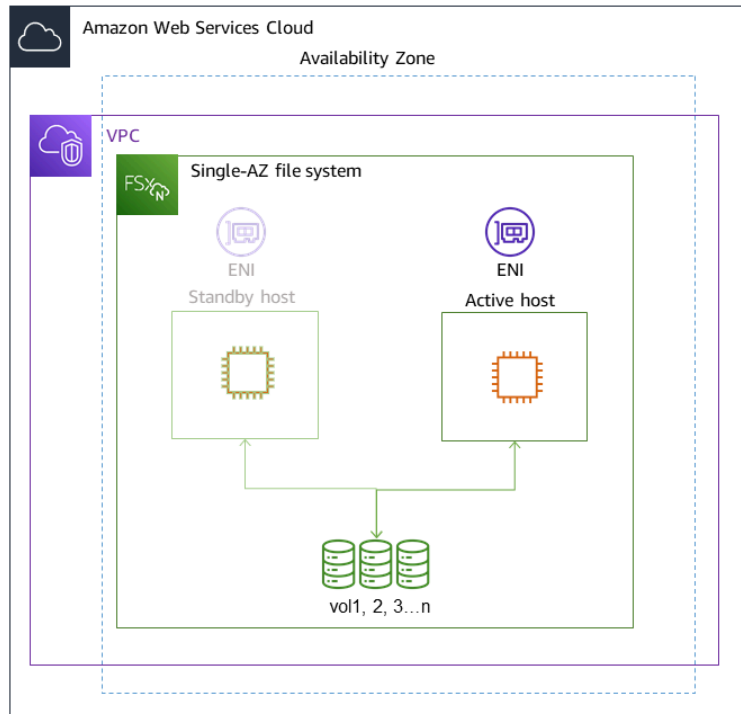 Amazon Web Services Cloud
Availability Zone
VPC
FSx
N
Single-AZ file system
ENI
ENI
Standby host
Active host
vol1, 2, 3...n